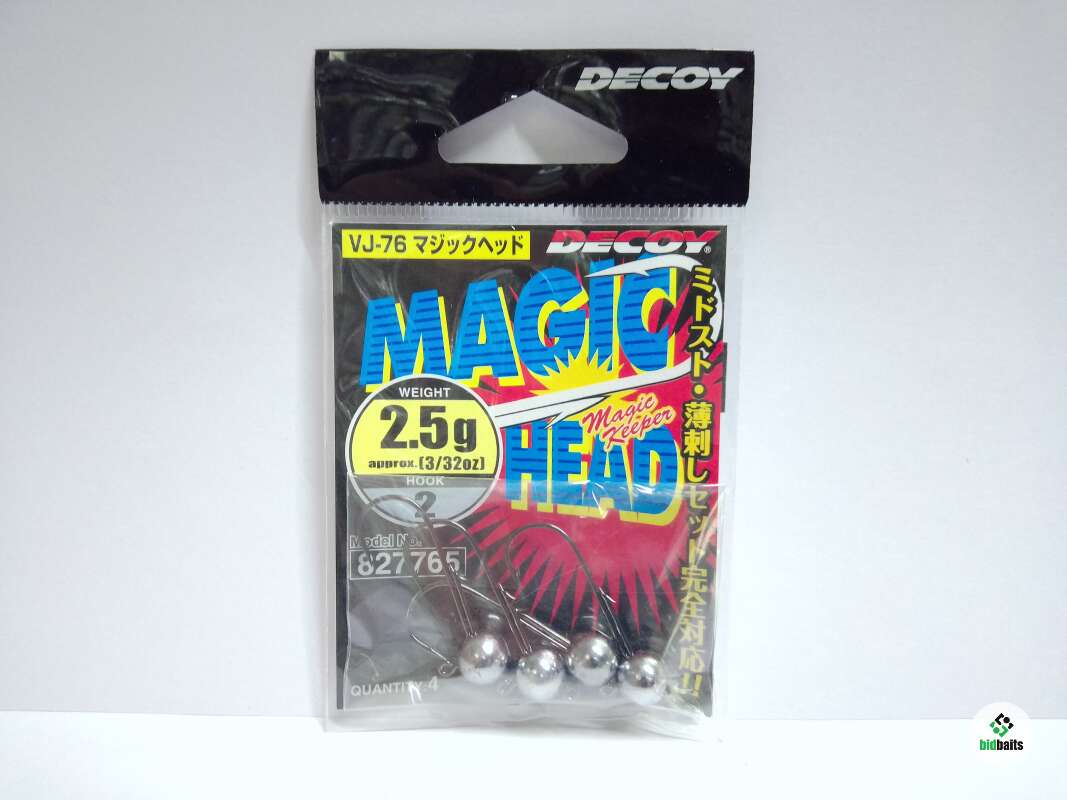 DECOY
VJ-76 マジックヘッド
DECOY®
MAGIC
HEAD
Magic
Keeper
ミドスト・薄刺しセット完全対応!!
WEIGHT
2.5g
approx.(3/32oz)
HOOK
2
Model No.
827765
QUANTITY 4
bidbaits